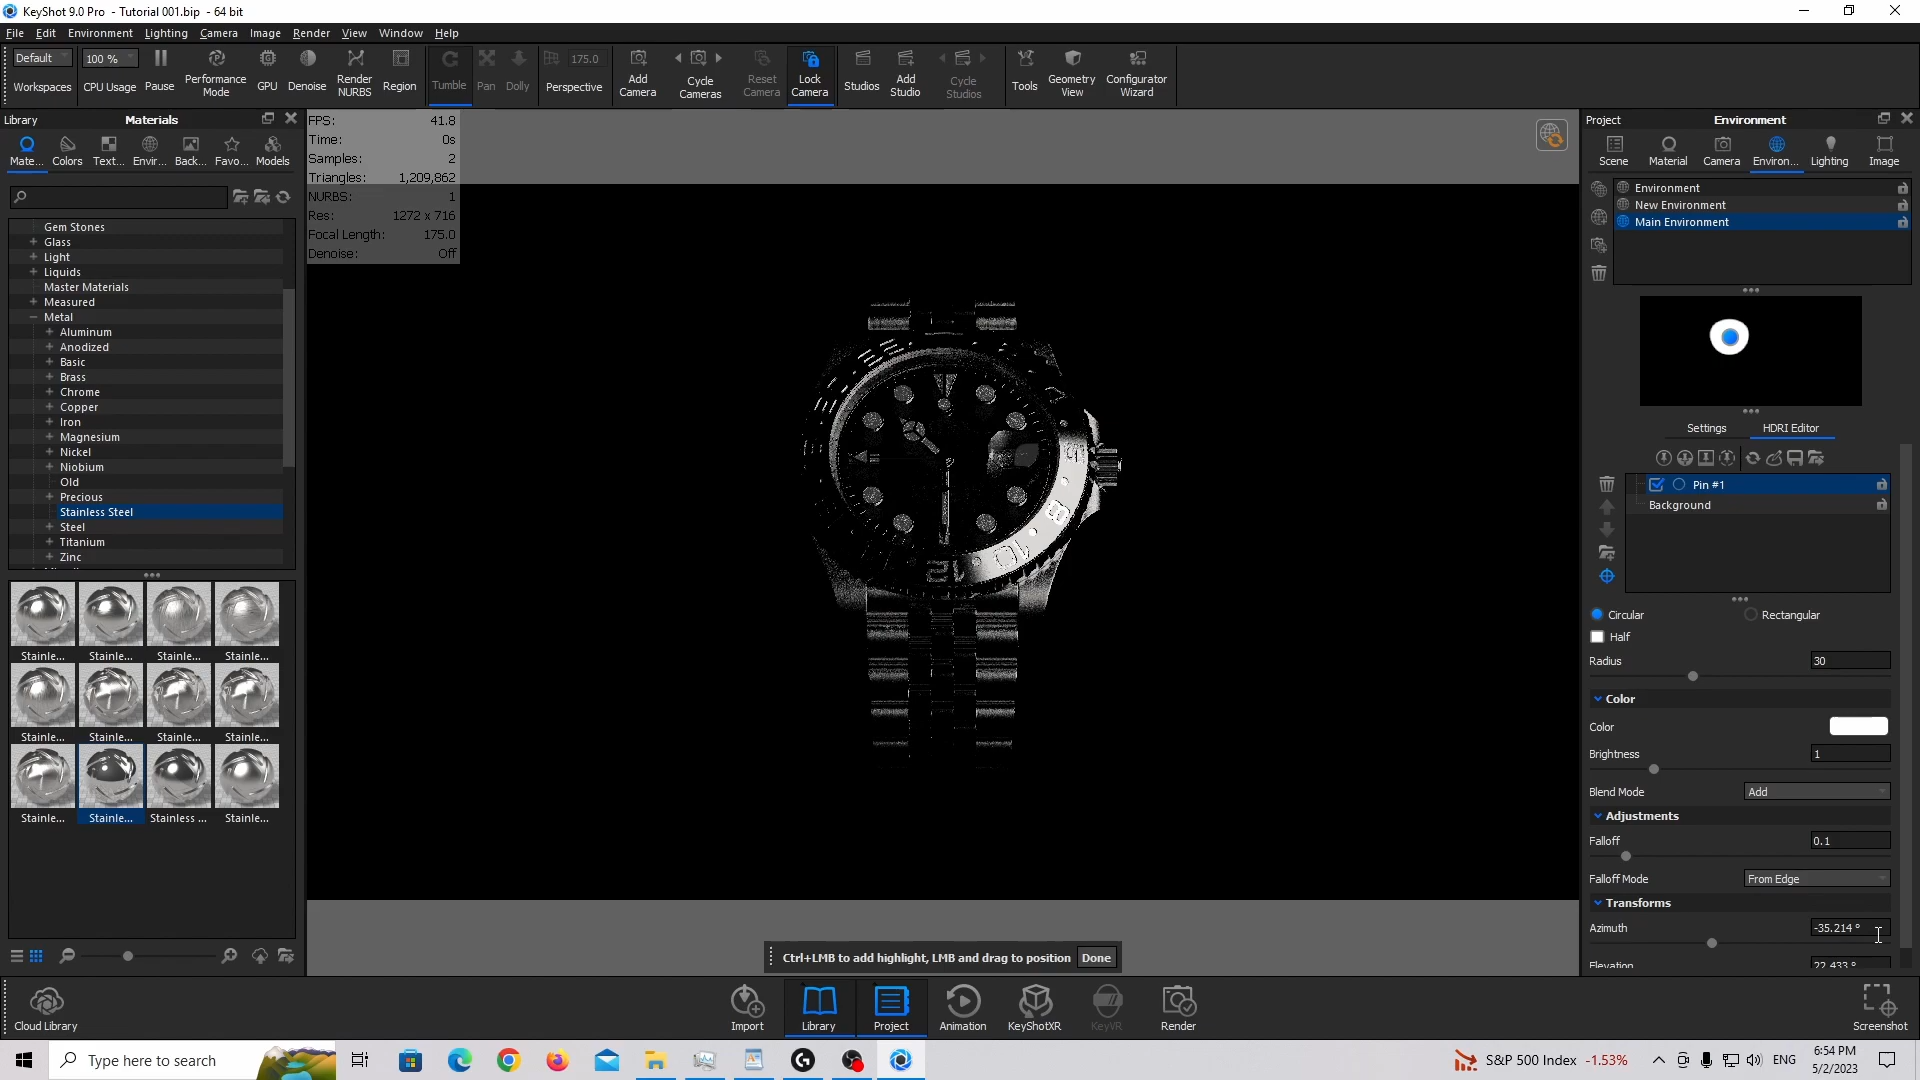 KeyShot 9.0 Pro - Tutorial 001.bip - 64 bit
File Edit Environment Lighting Camera Image Render View Window Help
Default 100 % 175.0
Workspaces CPU Usage Pause Performance Mode GPU Denoise Render NURBS Region Tumble Pan Dolly Perspective Add Camera Cycle Cameras Reset Camera Lock Camera Studios Add Studio Cycle Studios Tools Geometry View Configurator Wizard
Library Materials
Mate... Colors Text... Envir... Back... Favo... Models
Gem Stones
Glass
Light
Liquids
Master Materials
Measured
Metal
Aluminum
Anodized
Basic
Brass
Chrome
Copper
Iron
Magnesium
Nickel
Niobium
Old
Precious
Stainless Steel
Steel
Titanium
Zinc
Stainle... Stainle... Stainle... Stainle...
Stainle... Stainle... Stainle... Stainle...
Stainle... Stainle... Stainless ... Stainle...
FPS: 41.8
Time: 0s
Samples: 2
Triangles: 1,209,862
NURBS: 1
Res: 1272 x 716
Focal Length: 175.0
Denoise: Off
8
10
12
Ctrl+LMB to add highlight, LMB and drag to position Done
Project Environment
Scene Material Camera Environ... Lighting Image
Environment
New Environment
Main Environment
Settings HDRI Editor
Pin #1
Background
Circular Rectangular
Half
Radius 30
Color
Color
Brightness 1
Blend Mode Add
Adjustments
Falloff 0.1
Falloff Mode From Edge
Transforms
Azimuth -35.214 °
Elevation 22.433 °
Cloud Library Import Library Project Animation KeyShotXR KeyVR Render Screenshot
Type here to search
S&P 500 Index -1.53% ENG
6:54 PM
5/2/2023